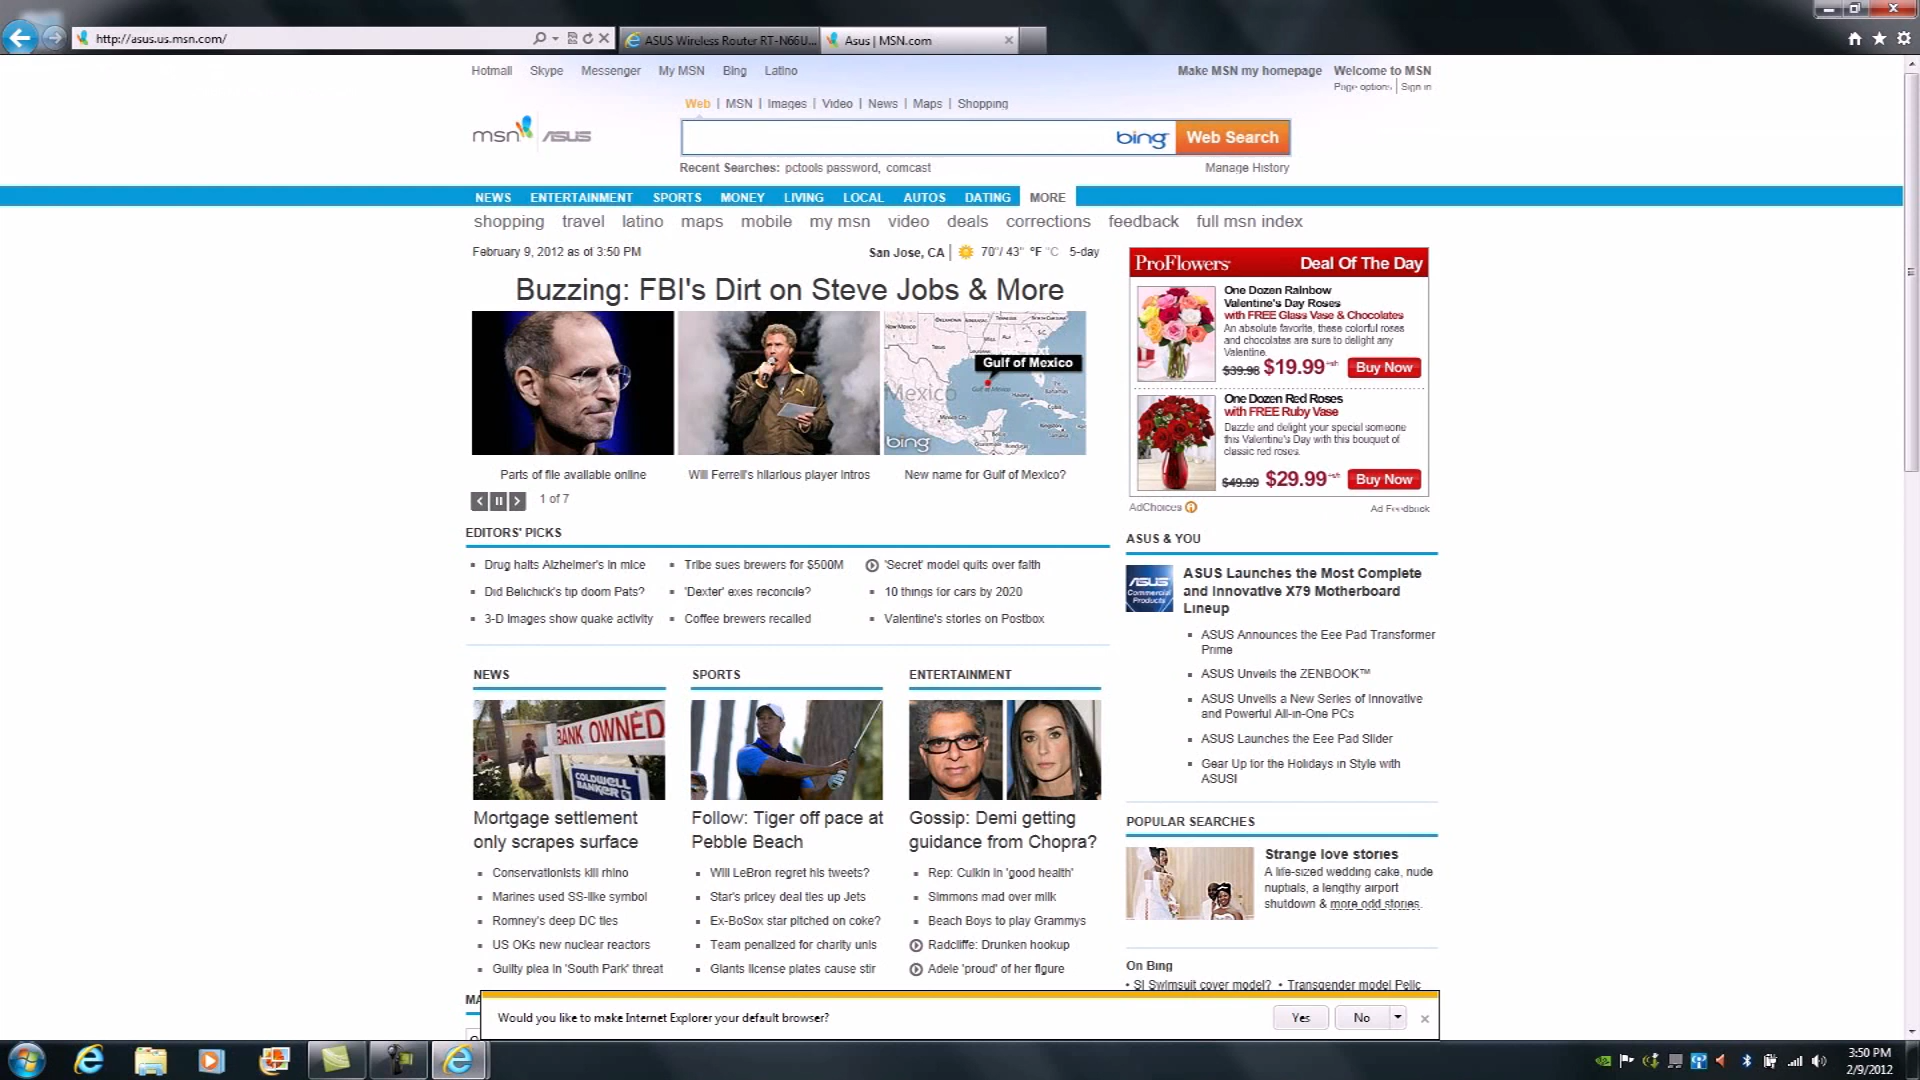 http://asus.us.msn.com/
ASUS Wireless Router RT-N66U...
Asus | MSN.com
Hotmail Skype Messenger My MSN Bing Latino
Make MSN my homepage Welcome to MSN
Page options | Sign in
Web | MSN | Images | Video | News | Maps | Shopping
msn ASUS
bing Web Search
Recent Searches: pctools password, comcast
Manage History
NEWS ENTERTAINMENT SPORTS MONEY LIVING LOCAL AUTOS DATING MORE
shopping travel latino maps mobile my msn video deals corrections feedback full msn index
February 9, 2012 as of 3:50 PM
San Jose, CA | 70°/ 43° °F °C 5-day
Buzzing: FBI's Dirt on Steve Jobs & More
Gulf of Mexico
Mexico
bing
Parts of file available online
Will Ferrell's hilarious player intros
New name for Gulf of Mexico?
1 of 7
ProFlowers Deal Of The Day
One Dozen Rainbow
Valentine's Day Roses
with FREE Glass Vase & Chocolates
An absolute favorite, these colorful roses
and chocolates are sure to delight any
Valentine.
$39.98 $19.99 Buy Now
One Dozen Red Roses
with FREE Ruby Vase
Dazzle and delight your special someone
this Valentine's Day with this bouquet of
classic red roses.
$49.99 $29.99 Buy Now
AdChoices
Ad Feedback
EDITORS' PICKS
Drug halts Alzheimer's in mice
Did Belichick's tip doom Pats?
3-D images show quake activity
Tribe sues brewers for $500M
'Dexter' exes reconcile?
Coffee brewers recalled
'Secret' model quits over faith
10 things for cars by 2020
Valentine's stories on Postbox
ASUS & YOU
ASUS
Commercial
Products
ASUS Launches the Most Complete
and Innovative X79 Motherboard
Lineup
ASUS Announces the Eee Pad Transformer
Prime
ASUS Unveils the ZENBOOK™
ASUS Unveils a New Series of Innovative
and Powerful All-in-One PCs
ASUS Launches the Eee Pad Slider
Gear Up for the Holidays in Style with
ASUS!
NEWS
BANK OWNED
COLDWELL
BANKER
Mortgage settlement
only scrapes surface
Conservationists kill rhino
Marines used SS-like symbol
Romney's deep DC ties
US OKs new nuclear reactors
Guilty plea in 'South Park' threat
SPORTS
Follow: Tiger off pace at
Pebble Beach
Will LeBron regret his tweets?
Star's pricey deal ties up Jets
Ex-BoSox star pitched on coke?
Team penalized for charity unis
Giants license plates cause stir
ENTERTAINMENT
Gossip: Demi getting
guidance from Chopra?
Rep: Culkin in 'good health'
Simmons mad over milk
Beach Boys to play Grammys
Radcliffe: Drunken hookup
Adele 'proud' of her figure
POPULAR SEARCHES
Strange love stories
A life-sized wedding cake, nude
nuptials, a lengthy airport
shutdown & more odd stories.
On Bing
• SI Swimsuit cover model? • Transgender model Pellc
MA
Would you like to make Internet Explorer your default browser?
Yes No
3:50 PM
2/9/2012